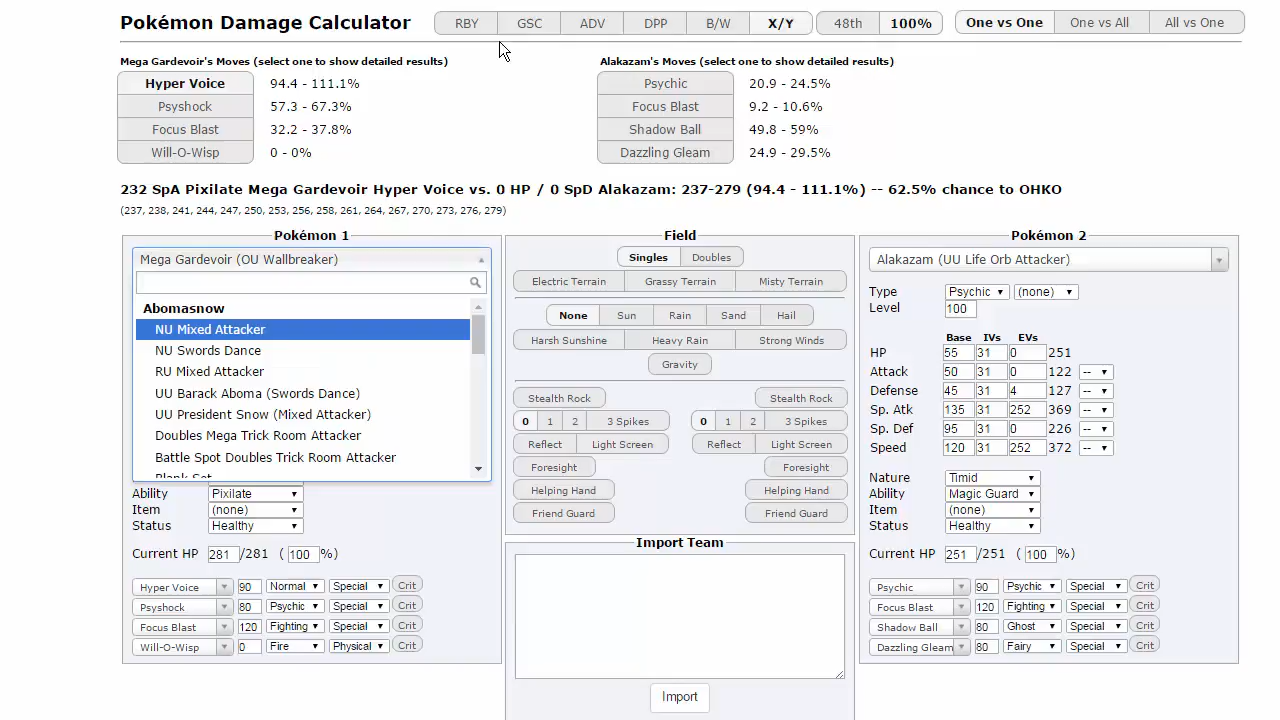 Pokémon Damage Calculator RBY GSC ADV DPP B/W X/Y 48th 100% One vs One One vs All All vs One
Mega Gardevoir's Moves (select one to show detailed results) Alakazam's Moves (select one to show detailed results)
Hyper Voice 94.4 - 111.1% Psychic 20.9 - 24.5%
Psyshock 57.3 - 67.3% Focus Blast 9.2 - 10.6%
Focus Blast 32.2 - 37.8% Shadow Ball 49.8 - 59%
Will-O-Wisp 0 - 0% Dazzling Gleam 24.9 - 29.5%
232 SpA Pixilate Mega Gardevoir Hyper Voice vs. 0 HP / 0 SpD Alakazam: 237-279 (94.4 - 111.1%) -- 62.5% chance to OHKO
(237, 238, 241, 244, 247, 250, 253, 256, 258, 261, 264, 267, 270, 273, 276, 279)
Pokémon 1
Mega Gardevoir (OU Wallbreaker)
Abomasnow
NU Mixed Attacker
NU Swords Dance
RU Mixed Attacker
UU Barack Aboma (Swords Dance)
UU President Snow (Mixed Attacker)
Doubles Mega Trick Room Attacker
Battle Spot Doubles Trick Room Attacker
Blank Set
Ability Pixilate
Item (none)
Status Healthy
Current HP 281/281 (100%)
Hyper Voice 90 Normal Special Crit
Psyshock 80 Psychic Special Crit
Focus Blast 120 Fighting Special Crit
Will-O-Wisp 0 Fire Physical Crit
Field
Singles Doubles
Electric Terrain Grassy Terrain Misty Terrain
None Sun Rain Sand Hail
Harsh Sunshine Heavy Rain Strong Winds
Gravity
Stealth Rock Stealth Rock
0 1 2 3 Spikes 0 1 2 3 Spikes
Reflect Light Screen Reflect Light Screen
Foresight Foresight
Helping Hand Helping Hand
Friend Guard Friend Guard
Import Team
Import
Pokémon 2
Alakazam (UU Life Orb Attacker)
Type Psychic (none)
Level 100
Base IVs EVs
HP 55 31 0 251
Attack 50 31 0 122 --
Defense 45 31 4 127 --
Sp. Atk 135 31 252 369 --
Sp. Def 95 31 0 226 --
Speed 120 31 252 372 --
Nature Timid
Ability Magic Guard
Item (none)
Status Healthy
Current HP 251/251 (100%)
Psychic 90 Psychic Special Crit
Focus Blast 120 Fighting Special Crit
Shadow Ball 80 Ghost Special Crit
Dazzling Gleam 80 Fairy Special Crit